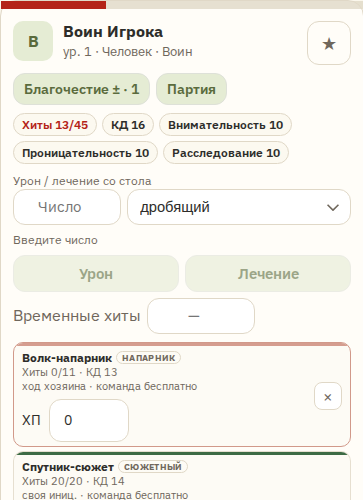 В
Воин Игрока
ур. 1 · Человек · Воин
★
Благочестие ± · 1
Партия
Хиты 13/45
КД 16
Внимательность 10
Проницательность 10
Расследование 10
Урон / лечение со стола
Число
дробящий
Введите число
Урон
Лечение
Временные хиты
—
Волк-напарник НАПАРНИК
Хиты 0/11 · КД 13
ход хозяина · команда бесплатно
×
ХП 0
Спутник-сюжет СЮЖЕТНЫЙ
Хиты 20/20 · КД 14
своя иниц. · команда бесплатно